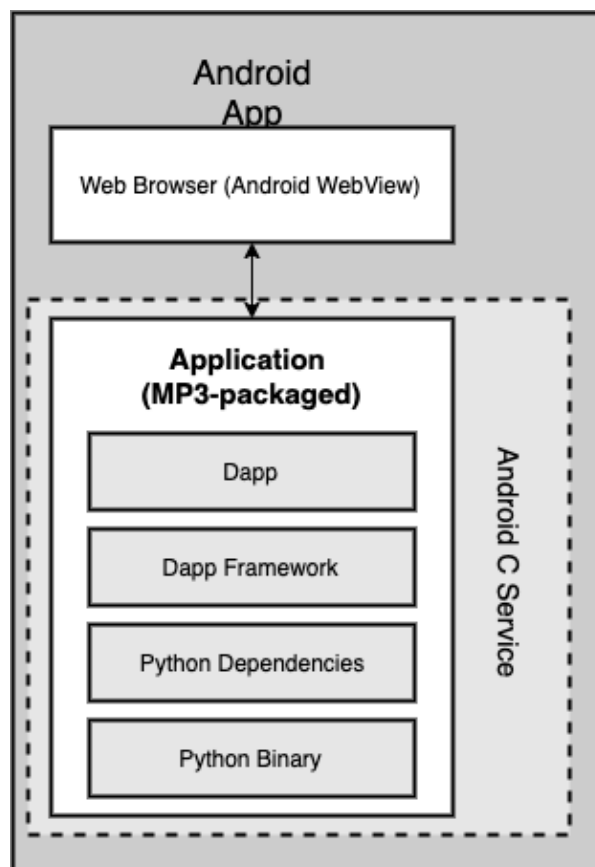 Android
App
Web Browser (Android WebView)
Application
(MP3-packaged)
Dapp
Dapp Framework
Python Dependencies
Python Binary
Android C Service